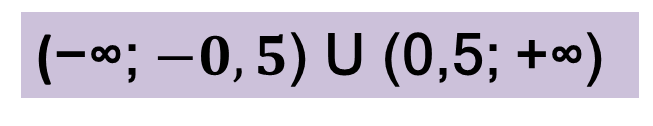 (−∞; −0, 5) U (0,5; +∞)